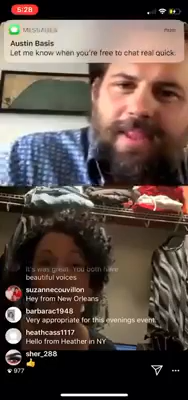 5:28
MESSAGES
now
Austin Basis
Let me know when you're free to chat real quick.
It's was great. You both have
beautiful voices
suzannecouvillon
Hey from New Orleans
barbarac1948
Very appropriate for this evenings event
heathcass1117
Hello from Heather in NY
sher_288
👍
977